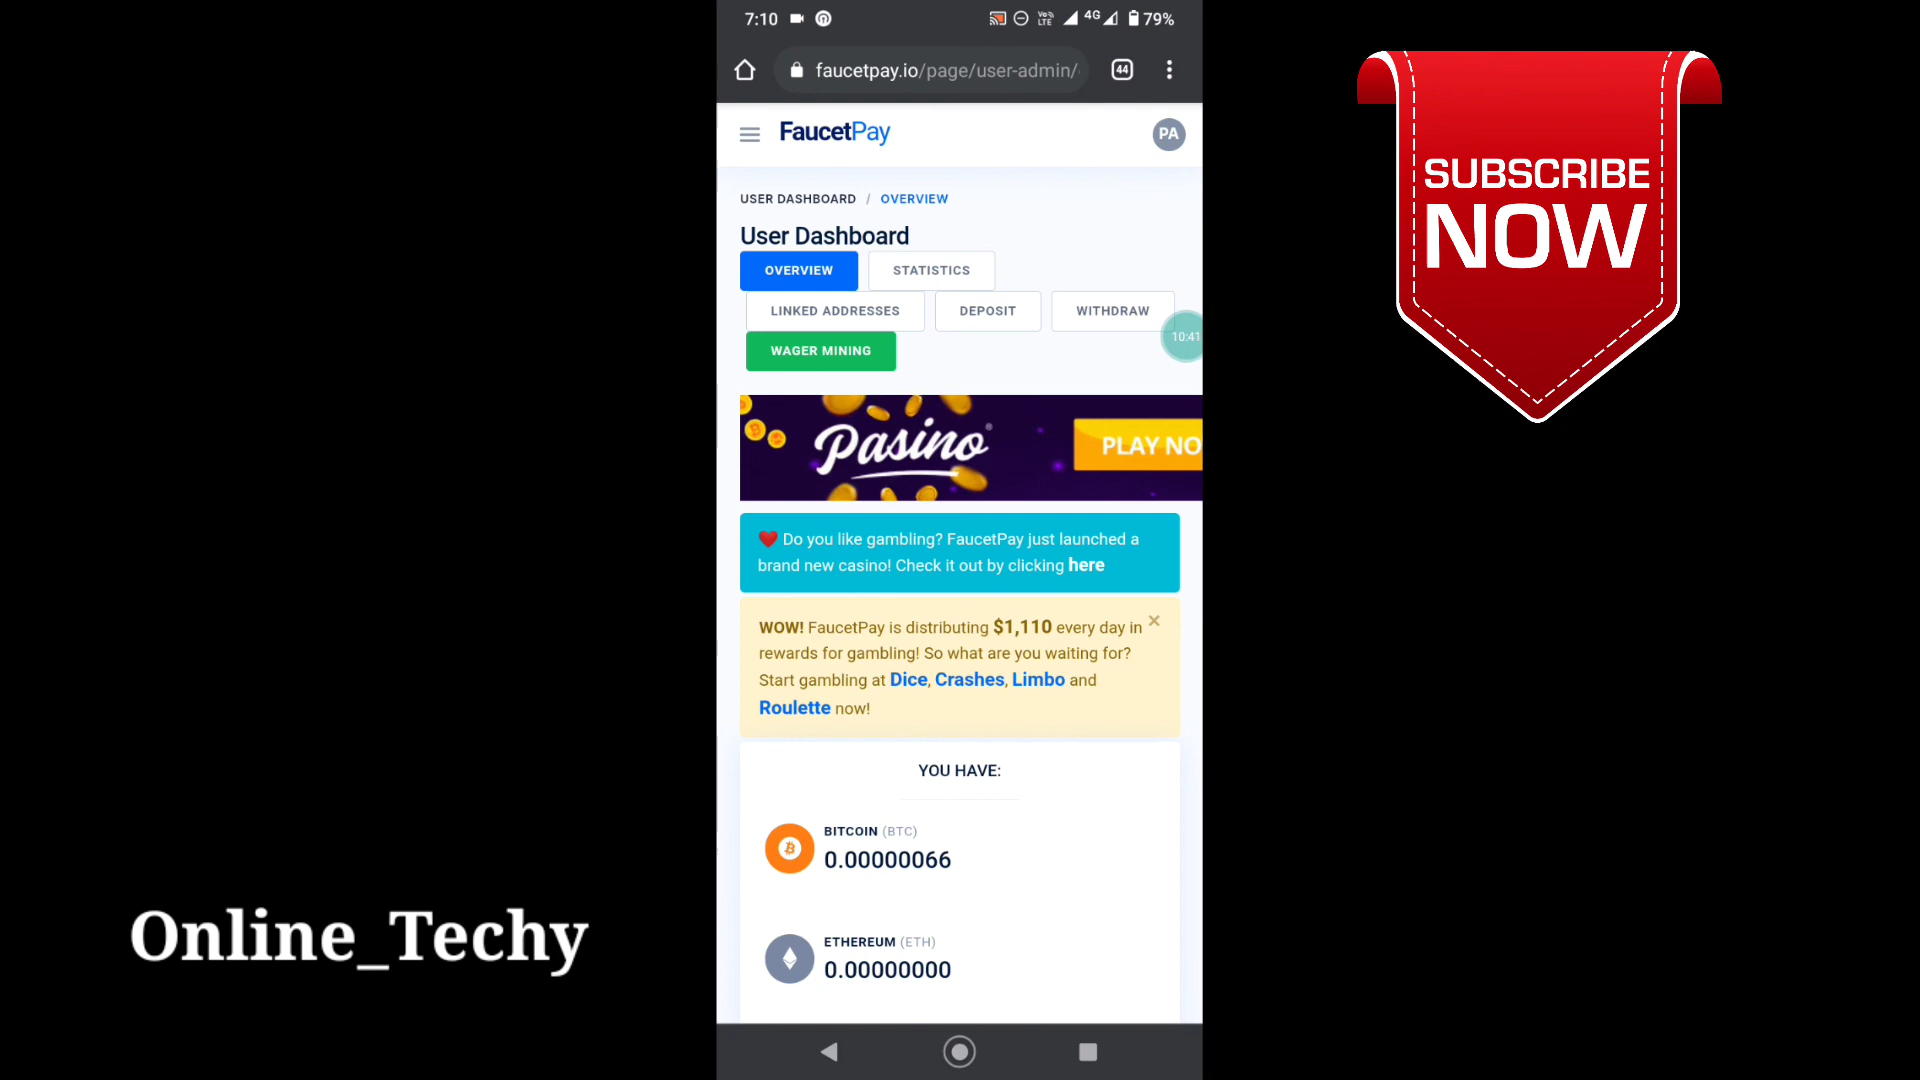 7:10
Vo LTE
4G
79%
faucetpay.io/page/user-admin/
44
FaucetPay
PA
USER DASHBOARD / OVERVIEW
User Dashboard
OVERVIEW
STATISTICS
LINKED ADDRESSES
DEPOSIT
WITHDRAW
WAGER MINING
10:41
Pasino
PLAY NO
Do you like gambling? FaucetPay just launched a
brand new casino! Check it out by clicking here
WOW! FaucetPay is distributing $1,110 every day in
rewards for gambling! So what are you waiting for?
Start gambling at Dice, Crashes, Limbo and
Roulette now!
YOU HAVE:
BITCOIN (BTC)
0.00000066
ETHEREUM (ETH)
0.00000000
SUBSCRIBE
NOW
Online_Techy